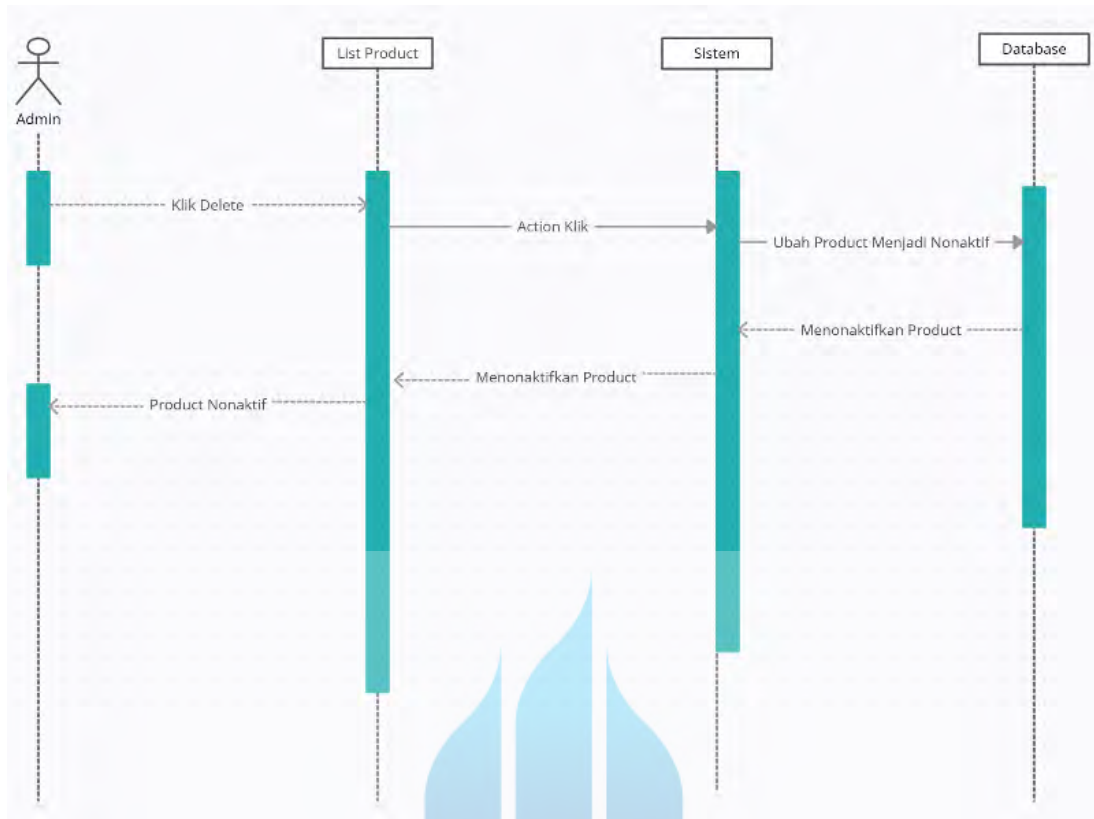 List Product
Sistem
Database
Admin
Klik Delete
Action Klik
Ubah Product Menjadi Nonaktif
Menonaktifkan Product
Menonaktifkan Product
Product Nonaktif